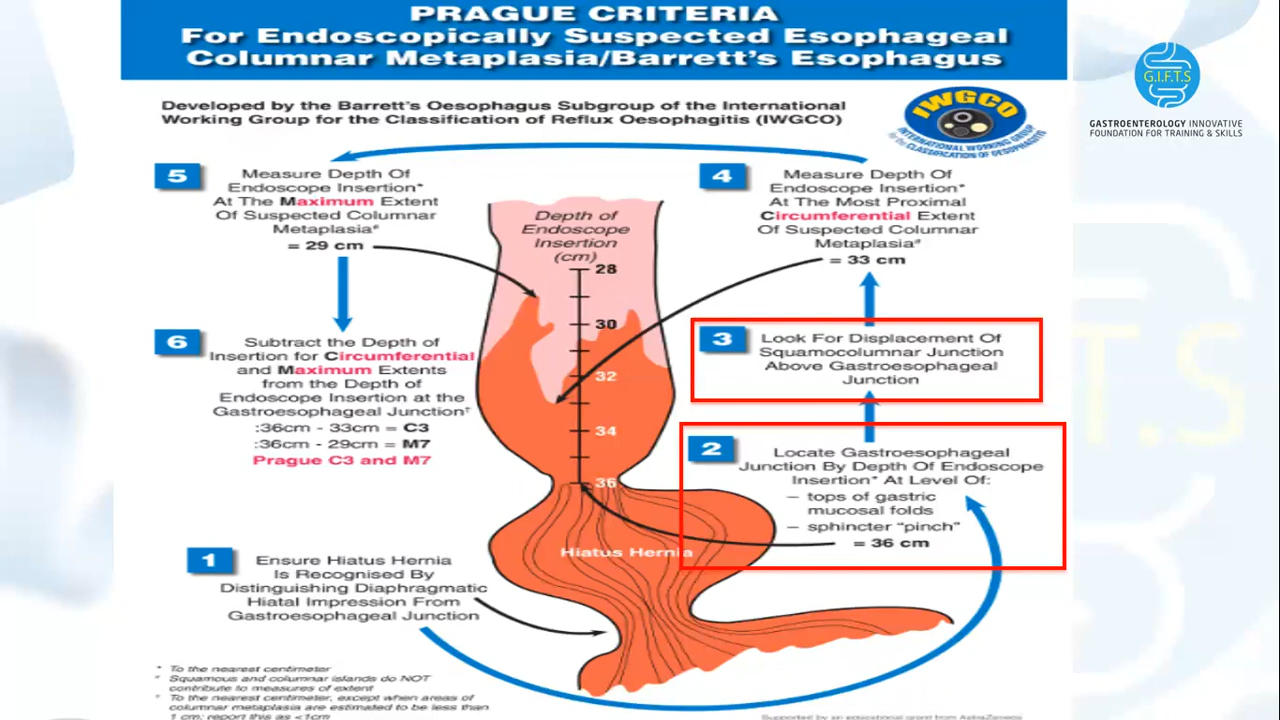 PRAGUE CRITERIA
For Endoscopically Suspected Esophageal
Columnar Metaplasia/Barrett's Esophagus
G.I.F.T.S
GASTROENTEROLOGY INNOVATIVE
FOUNDATION FOR TRAINING & SKILLS
Developed by the Barrett's Oesophagus Subgroup of the International
Working Group for the Classification of Reflux Oesophagitis (IWGCO)
IWGCO
INTERNATIONAL WORKING GROUP
for the CLASSIFICATION OF OESOPHAGITIS
5
Measure Depth Of
Endoscope Insertion*
At The Maximum Extent
Of Suspected Columnar
Metaplasia#
= 29 cm
4
Measure Depth Of
Endoscope Insertion*
At The Most Proximal
Circumferential Extent
Of Suspected Columnar
Metaplasia#
= 33 cm
Depth of
Endoscope
Insertion
(cm)
28
30
32
34
36
6
Subtract the Depth of
Insertion for Circumferential
and Maximum Extents
from the Depth of
Endoscope Insertion at the
Gastroesophageal Junction†
:36cm - 33cm = C3
:36cm - 29cm = M7
Prague C3 and M7
3
Look For Displacement Of
Squamocolumnar Junction
Above Gastroesophageal
Junction
2
Locate Gastroesophageal
Junction By Depth Of Endoscope
Insertion* At Level Of:
– tops of gastric
mucosal folds
– sphincter "pinch"
= 36 cm
Hiatus Hernia
1
Ensure Hiatus Hernia
Is Recognised By
Distinguishing Diaphragmatic
Hiatal Impression From
Gastroesophageal Junction
* To the nearest centimeter
# Squamous and columnar islands do NOT
contribute to measures of extent
† To the nearest centimeter, except when areas of
columnar metaplasia are estimated to be less than
1 cm: report this as <1cm
Supported by an educational grant from AstraZeneca
T.S